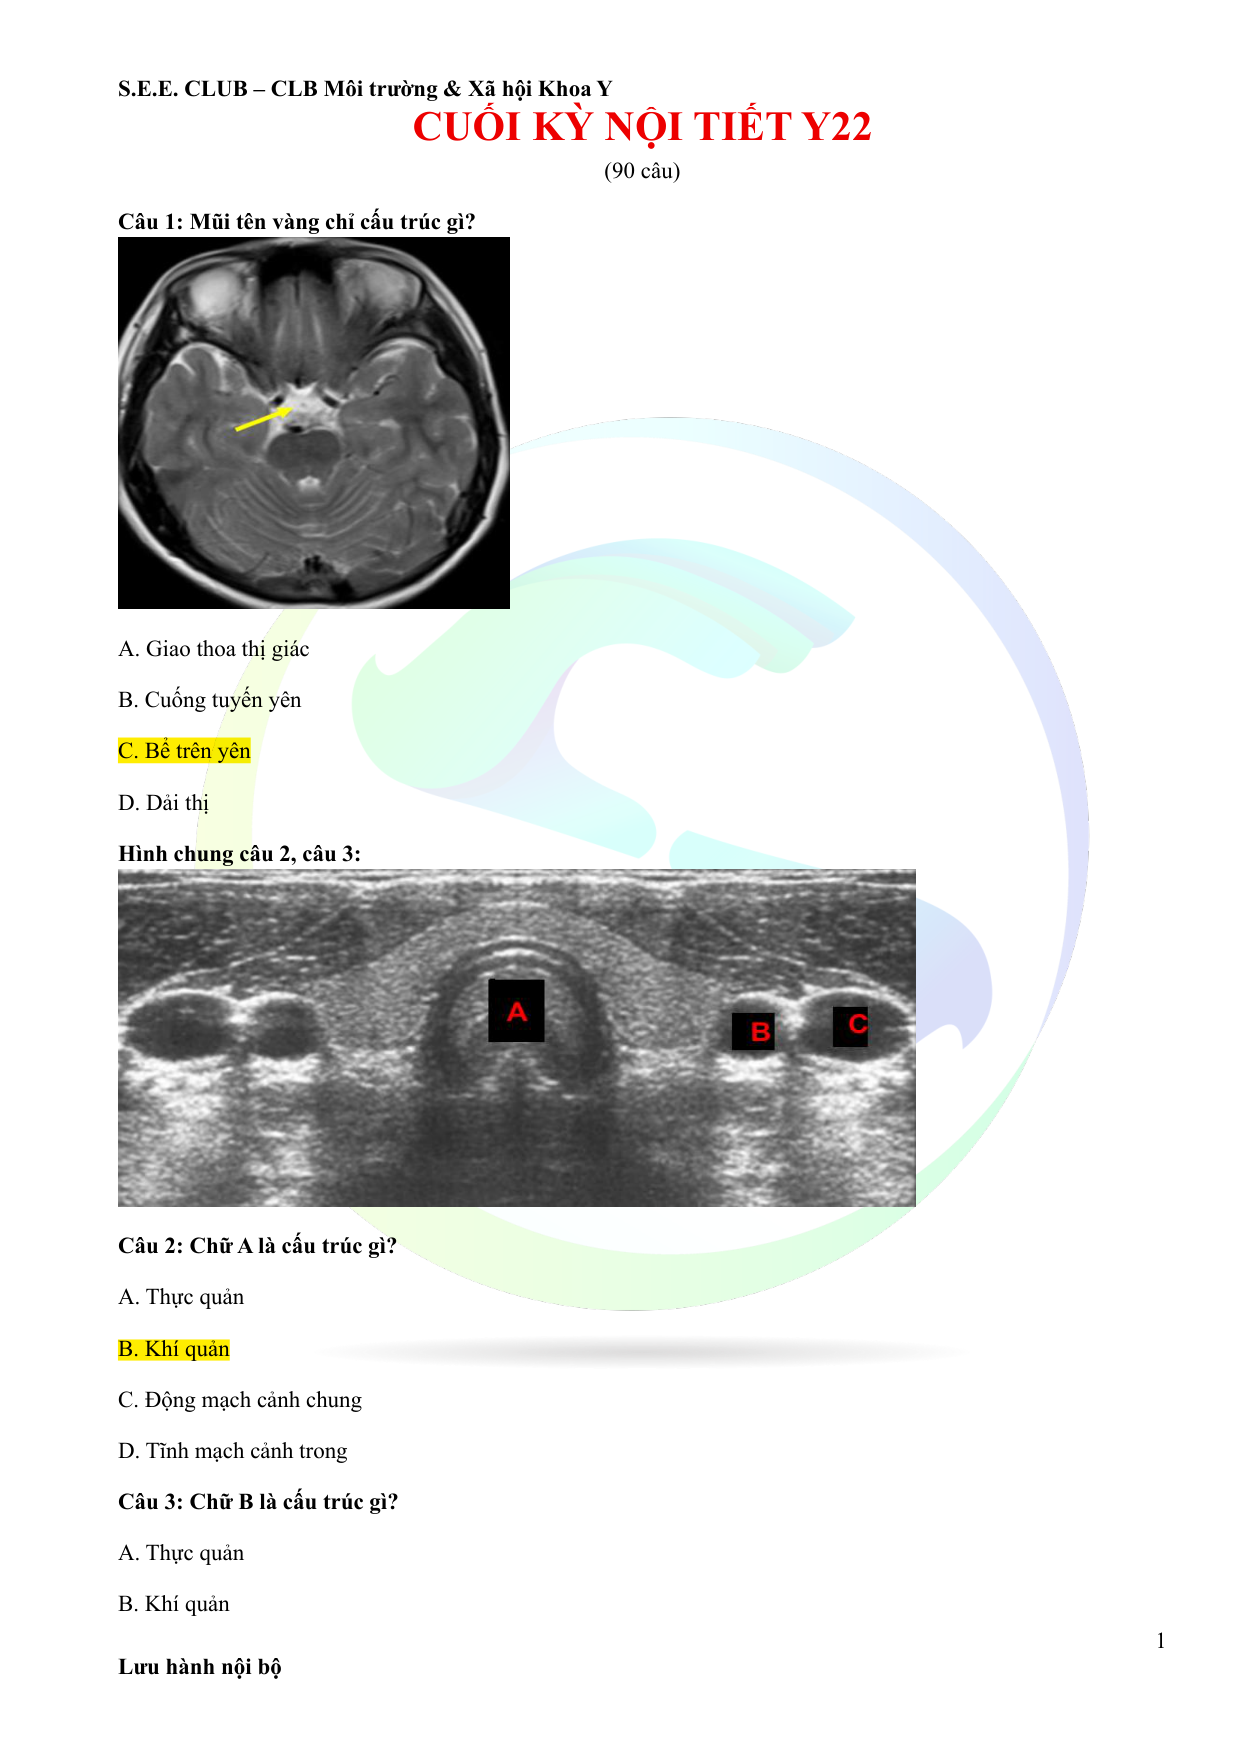 S.E.E. CLUB – CLB Môi trường & Xã hội Khoa Y
CUỐI KỲ NỘI TIẾT Y22
(90 câu)
Câu 1: Mũi tên vàng chỉ cấu trúc gì?
A. Giao thoa thị giác
B. Cuống tuyến yên
C. Bể trên yên
D. Dải thị
Hình chung câu 2, câu 3:
A
B
C
Câu 2: Chữ A là cấu trúc gì?
A. Thực quản
B. Khí quản
C. Động mạch cảnh chung
D. Tĩnh mạch cảnh trong
Câu 3: Chữ B là cấu trúc gì?
A. Thực quản
B. Khí quản
1
Lưu hành nội bộ